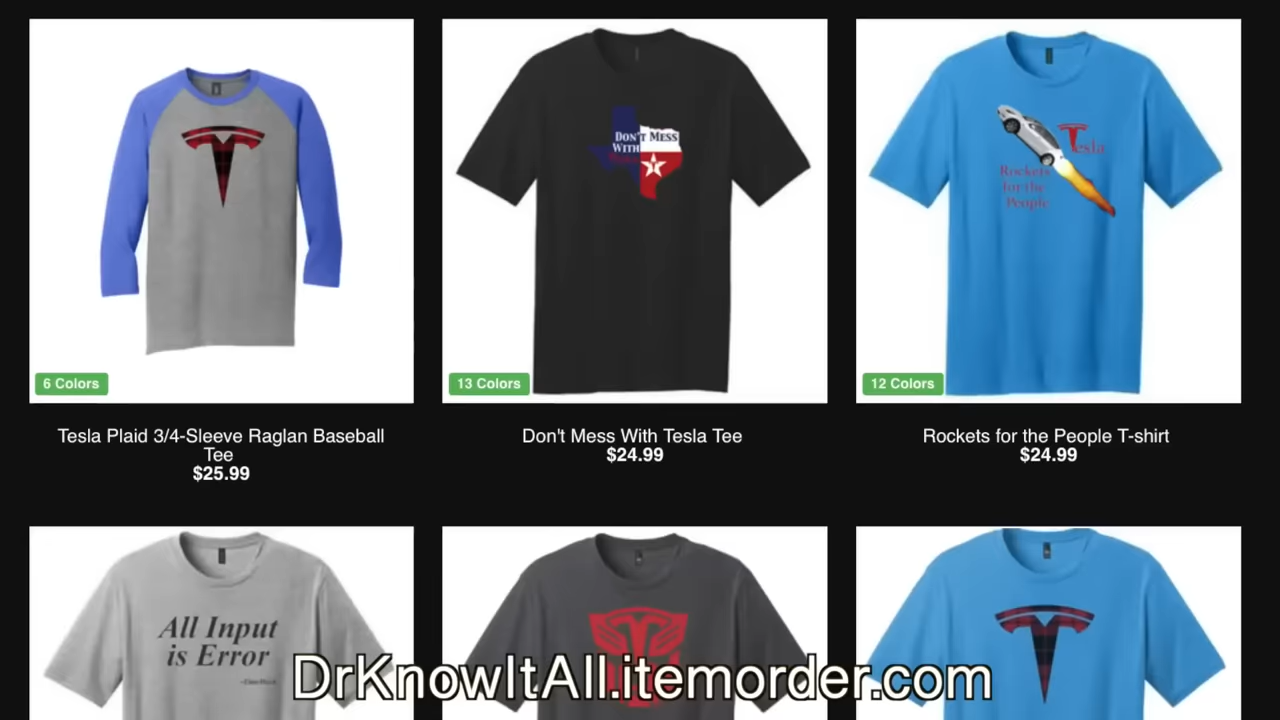 DON'T MESS
WITH
Tesla
Rockets
for the
People
6 Colors
13 Colors
12 Colors
Tesla Plaid 3/4-Sleeve Raglan Baseball
Tee
$25.99
Don't Mess With Tesla Tee
$24.99
Rockets for the People T-shirt
$24.99
All Input
is Error
DrKnowItAll.itemorder.com